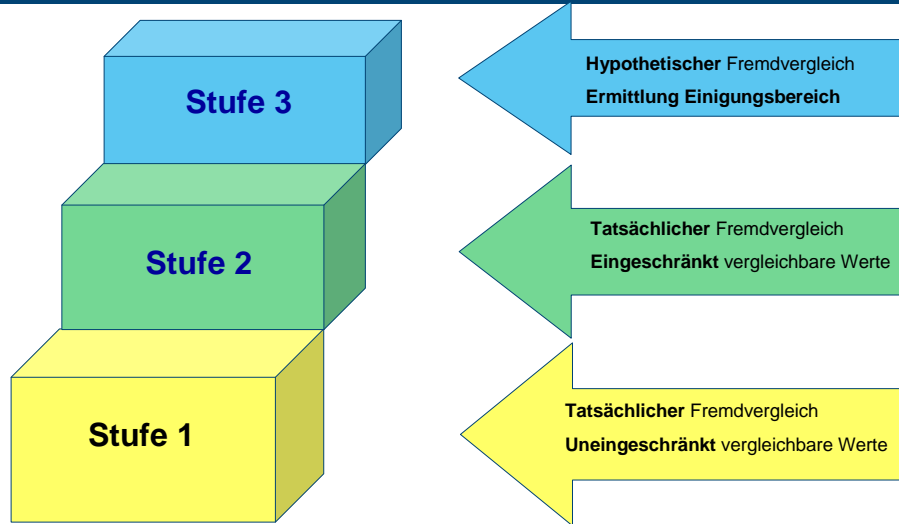 Stufe 3
Hypothetischer Fremdvergleich
Ermittlung Einigungsbereich
Stufe 2
Tatsächlicher Fremdvergleich
Eingeschränkt vergleichbare Werte
Stufe 1
Tatsächlicher Fremdvergleich
Uneingeschränkt vergleichbare Werte